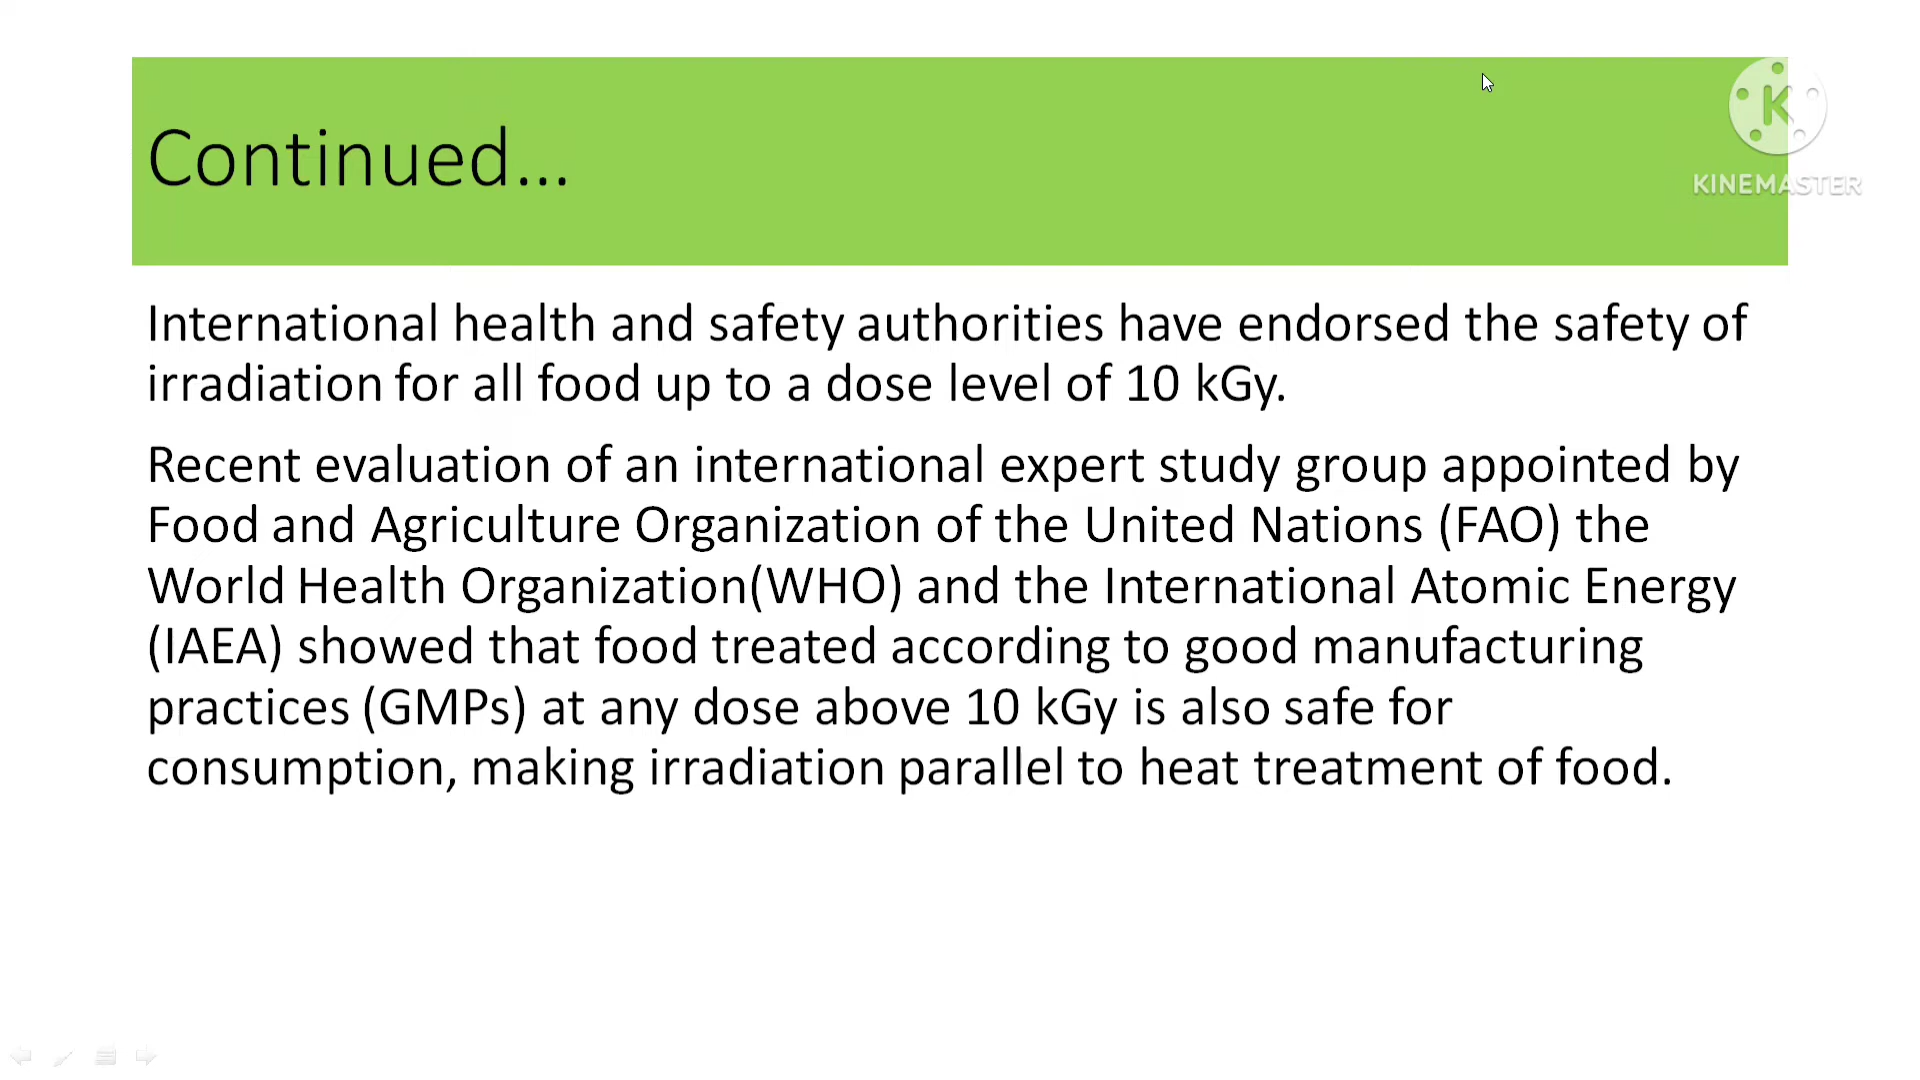 Continued...
K
KINEMASTER
International health and safety authorities have endorsed the safety of
irradiation for all food up to a dose level of 10 kGy.
Recent evaluation of an international expert study group appointed by
Food and Agriculture Organization of the United Nations (FAO) the
World Health Organization(WHO) and the International Atomic Energy
(IAEA) showed that food treated according to good manufacturing
practices (GMPs) at any dose above 10 kGy is also safe for
consumption, making irradiation parallel to heat treatment of food.